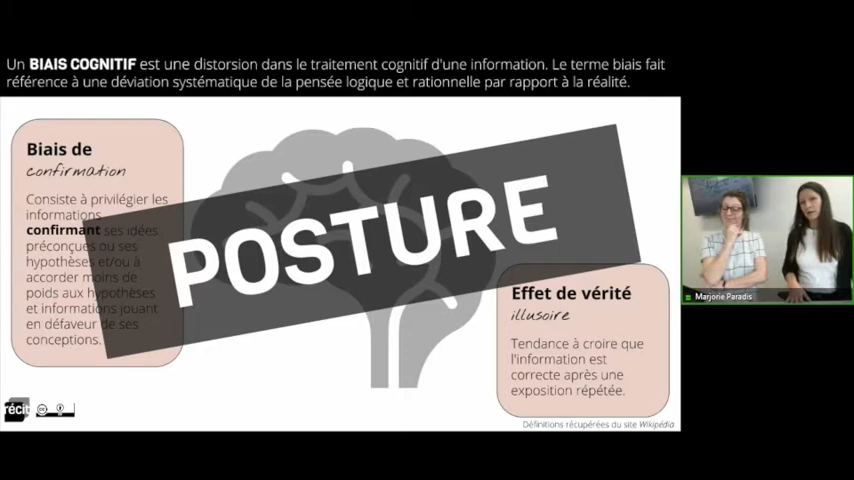 Un BIAIS COGNITIF est une distorsion dans le traitement cognitif d'une information. Le terme biais fait
référence à une déviation systématique de la pensée logique et rationnelle par rapport à la réalité.
Biais de
confirmation
Consiste à privilégier les
informations
confirmant ses idées
préconçues ou ses
hypothèses et/ou à
accorder moins de
poids aux hypothèses
et informations jouant
en défaveur de ses
conceptions.
POSTURE
Effet de vérité
illusoire
Tendance à croire que
l'information est
correcte après une
exposition répétée.
Définitions récupérées du site Wikipédia
récit
Marjorie Paradis